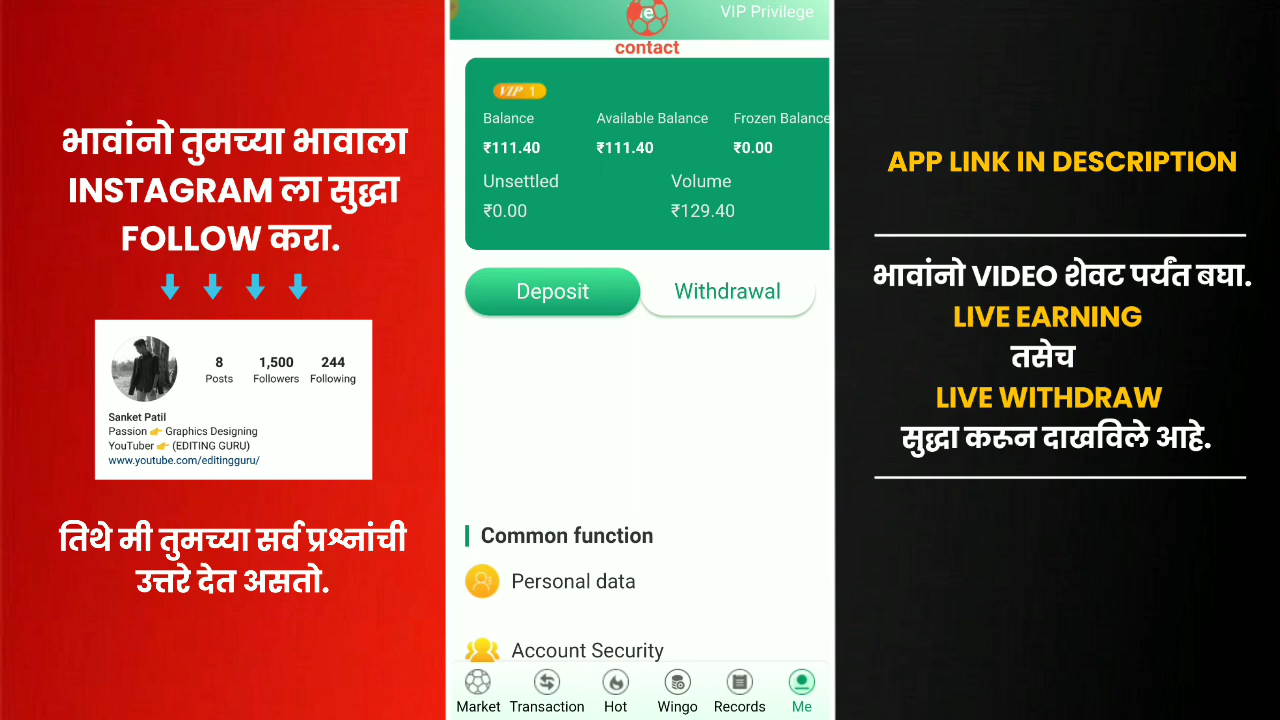 भावांनो तुमच्या भावाला
INSTAGRAM ला सुद्धा
FOLLOW करा.
8
1,500
244
Posts
Followers
Following
Sanket Patil
Passion 👉 Graphics Designing
YouTuber 👉 (EDITING GURU)
www.youtube.com/editingguru/
तिथे मी तुमच्या सर्व प्रश्नांची
उत्तरे देत असतो.
VIP Privilege
contact
VIP 1
Balance
Available Balance
Frozen Balance
₹111.40
₹111.40
₹0.00
Unsettled
Volume
₹0.00
₹129.40
Deposit
Withdrawal
Common function
Personal data
Account Security
Market
Transaction
Hot
Wingo
Records
Me
APP LINK IN DESCRIPTION
भावांनो VIDEO शेवट पर्यंत बघा.
LIVE EARNING
तसेच
LIVE WITHDRAW
सुद्धा करून दाखविले आहे.